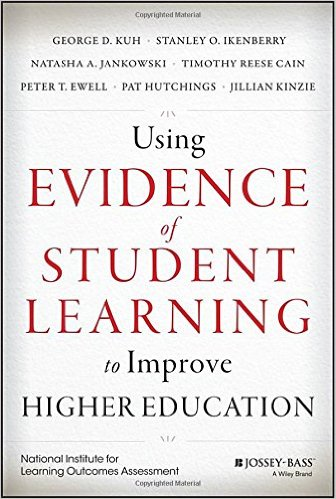 GEORGE D. KUH · STANLEY O. IKENBERRY
NATASHA A. JANKOWSKI · TIMOTHY REESE CAIN
PETER T. EWELL · PAT HUTCHINGS · JILLIAN KINZIE
Using
EVIDENCE
of
STUDENT
LEARNING
to Improve
HIGHER EDUCATION
National Institute for
Learning Outcomes Assessment
JOSSEY-BASS™
A Wiley Brand